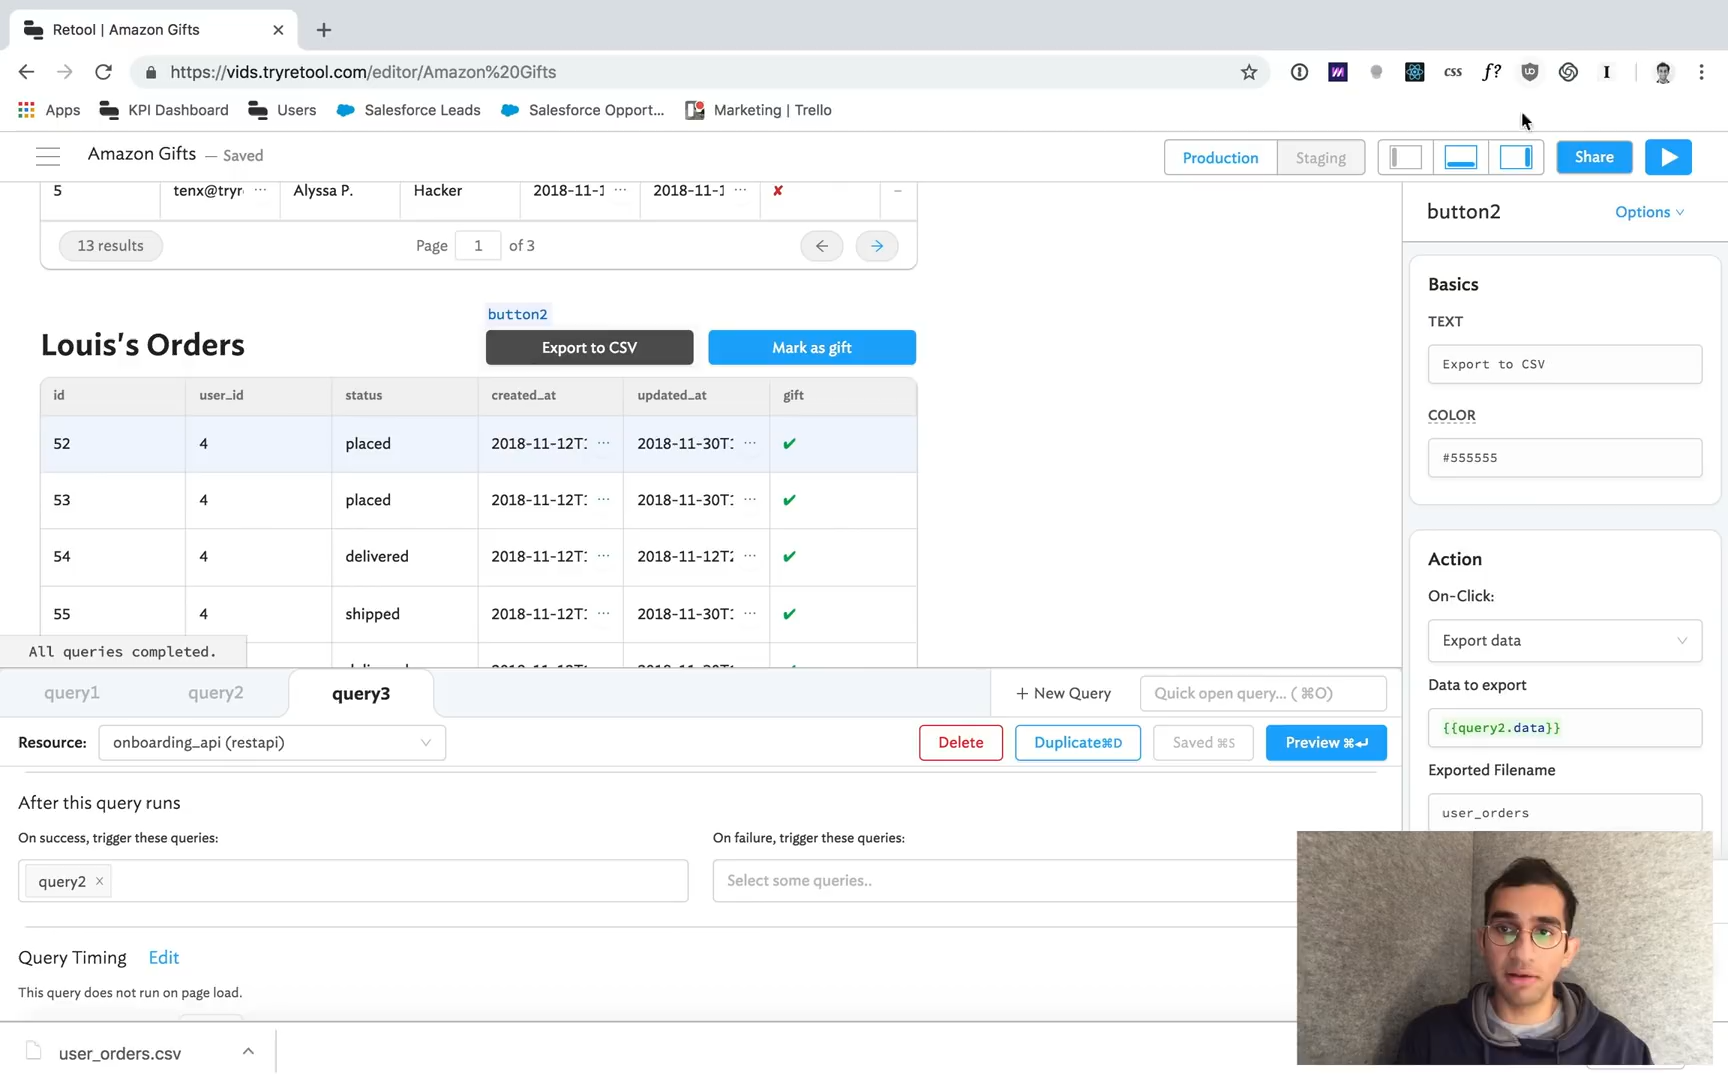 Retool | Amazon Gifts
https://vids.tryretool.com/editor/Amazon%20Gifts
css f?
Apps KPI Dashboard Users Salesforce Leads Salesforce Opport... Marketing | Trello
Amazon Gifts — Saved Production Staging Share
5 tenx@tryr ··· Alyssa P. Hacker 2018-11-1 ··· 2018-11-1 ··· ✘ –
13 results Page 1 of 3
button2
Louis's Orders Export to CSV Mark as gift
id user_id status created_at updated_at gift
52 4 placed 2018-11-12T: ··· 2018-11-30T: ··· ✔
53 4 placed 2018-11-12T: ··· 2018-11-30T: ··· ✔
54 4 delivered 2018-11-12T: ··· 2018-11-12T2 ··· ✔
55 4 shipped 2018-11-12T: ··· 2018-11-30T: ··· ✔
All queries completed.
query1 query2 query3 + New Query Quick open query... ( ⌘O)
Resource: onboarding_api (restapi) Delete Duplicate⌘D Saved ⌘S Preview ⌘↵
After this query runs
On success, trigger these queries: On failure, trigger these queries:
query2 × Select some queries..
Query Timing Edit
This query does not run on page load.
button2 Options
Basics
TEXT
Export to CSV
COLOR
#555555
Action
On-Click:
Export data
Data to export
{{query2.data}}
Exported Filename
user_orders
user_orders.csv